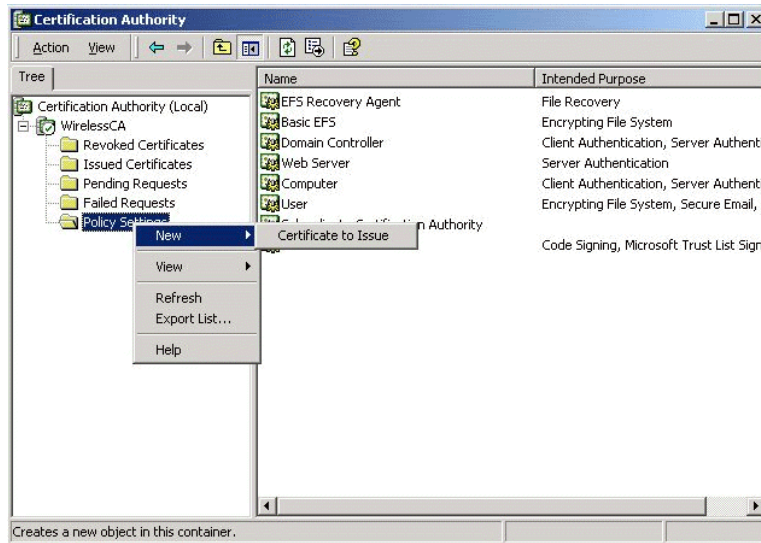 Certification Authority
Action View
Tree
Name Intended Purpose
Certification Authority (Local)
WirelessCA
Revoked Certificates
Issued Certificates
Pending Requests
Failed Requests
Policy Settings
EFS Recovery Agent File Recovery
Basic EFS Encrypting File System
Domain Controller Client Authentication, Server Authent
Web Server Server Authentication
Computer Client Authentication, Server Authent
User Encrypting File System, Secure Email,
n Authority
Code Signing, Microsoft Trust List Sign
New
Certificate to Issue
View
Refresh
Export List...
Help
Creates a new object in this container.